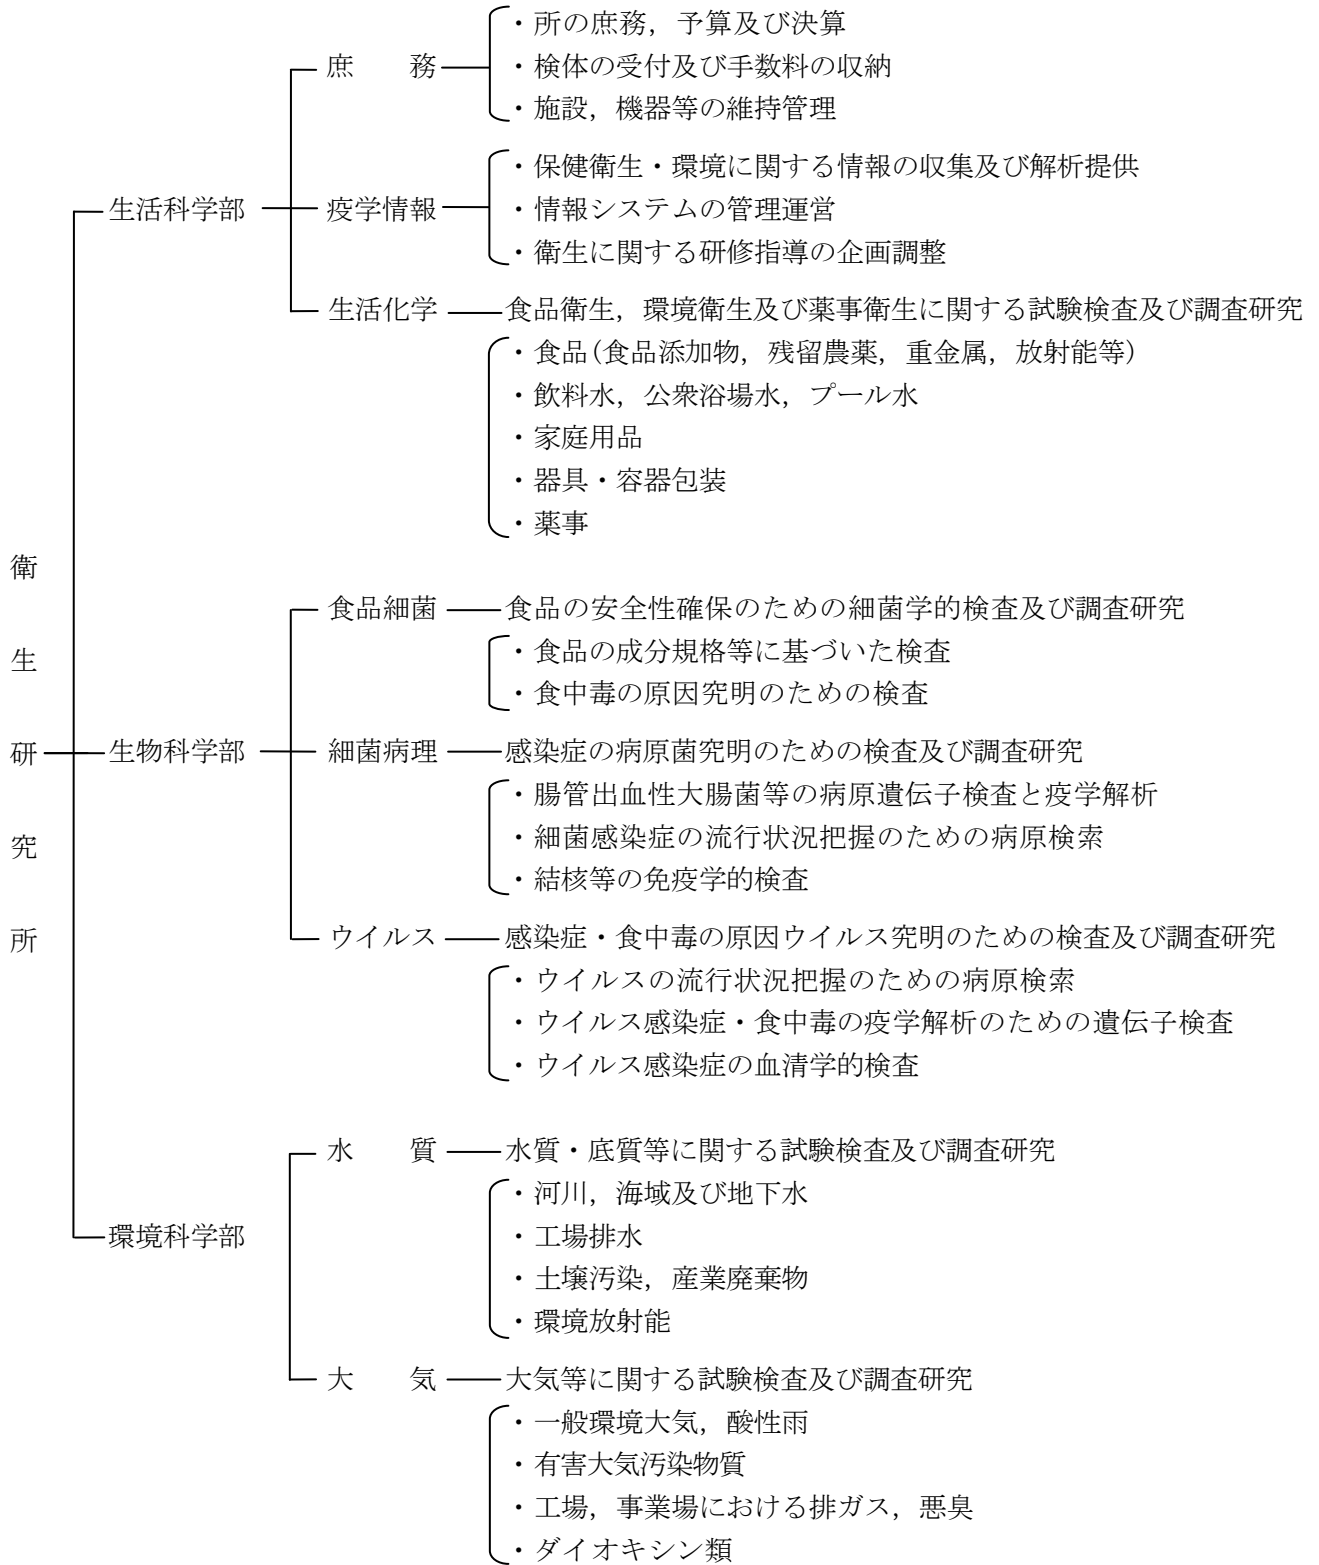 衛生研究所
生活科学部
庶　　務
・所の庶務，予算及び決算
・検体の受付及び手数料の収納
・施設，機器等の維持管理
疫学情報
・保健衛生・環境に関する情報の収集及び解析提供
・情報システムの管理運営
・衛生に関する研修指導の企画調整
生活化学
食品衛生，環境衛生及び薬事衛生に関する試験検査及び調査研究
・食品(食品添加物，残留農薬，重金属，放射能等)
・飲料水，公衆浴場水，プール水
・家庭用品
・器具・容器包装
・薬事
生物科学部
食品細菌
食品の安全性確保のための細菌学的検査及び調査研究
・食品の成分規格等に基づいた検査
・食中毒の原因究明のための検査
細菌病理
感染症の病原菌究明のための検査及び調査研究
・腸管出血性大腸菌等の病原遺伝子検査と疫学解析
・細菌感染症の流行状況把握のための病原検索
・結核等の免疫学的検査
ウイルス
感染症・食中毒の原因ウイルス究明のための検査及び調査研究
・ウイルスの流行状況把握のための病原検索
・ウイルス感染症・食中毒の疫学解析のための遺伝子検査
・ウイルス感染症の血清学的検査
環境科学部
水　　質
水質・底質等に関する試験検査及び調査研究
・河川，海域及び地下水
・工場排水
・土壌汚染，産業廃棄物
・環境放射能
大　　気
大気等に関する試験検査及び調査研究
・一般環境大気，酸性雨
・有害大気汚染物質
・工場，事業場における排ガス，悪臭
・ダイオキシン類